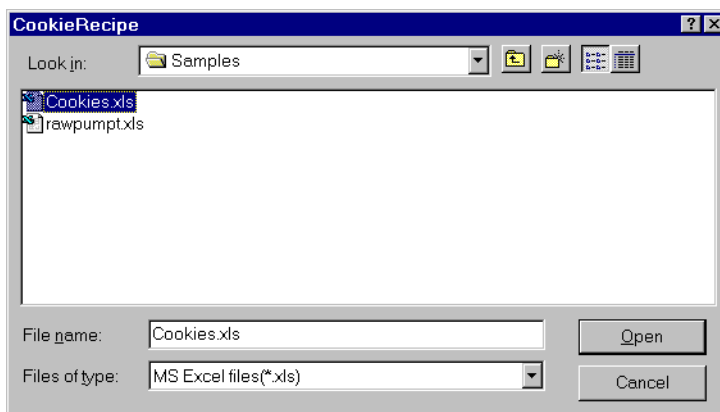 CookieRecipe
Look in: Samples
Cookies.xls
rawpumpt.xls
File name: Cookies.xls
Open
Files of type: MS Excel files(*.xls)
Cancel